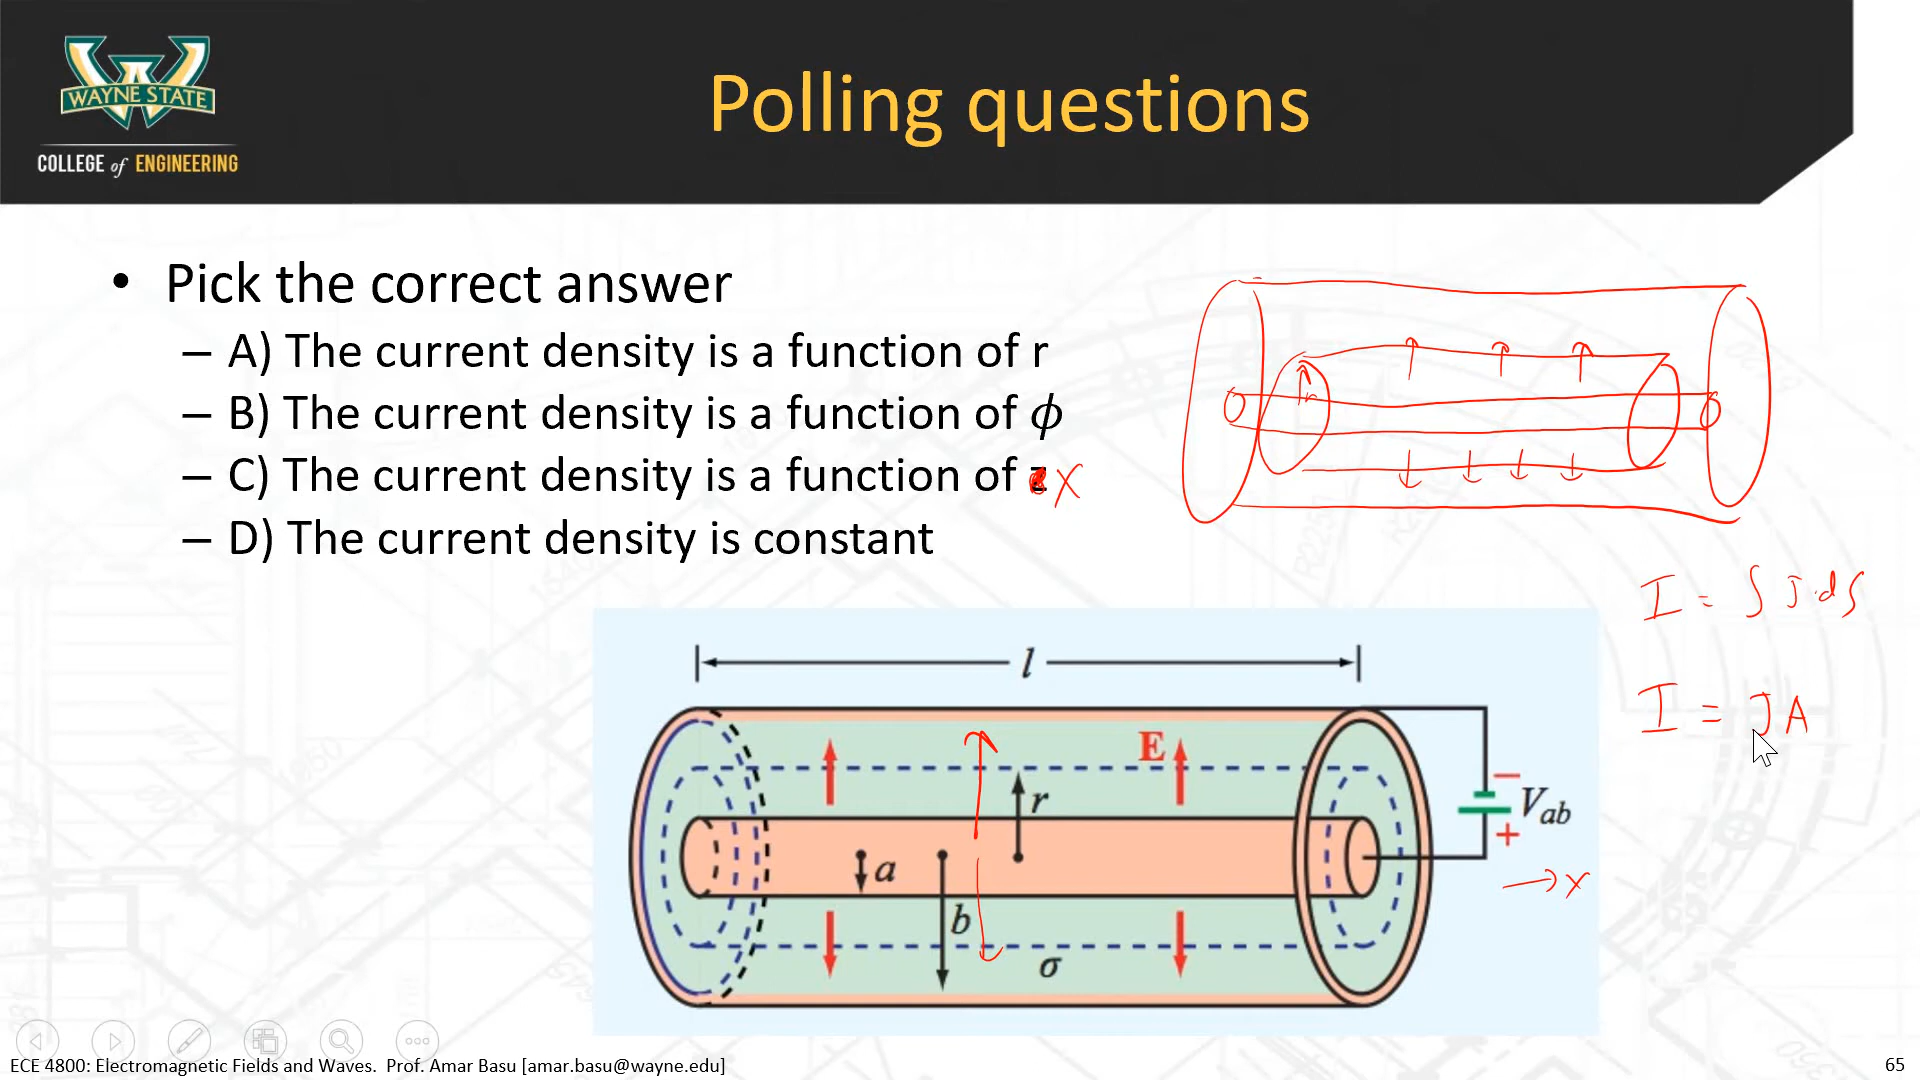 WAYNE STATE
COLLEGE of ENGINEERING
Polling questions
• Pick the correct answer
– A) The current density is a function of r
– B) The current density is a function of ϕ
– C) The current density is a function of x
– D) The current density is constant
r
I = ∫ J·dS
I = JA
l
E
r
a
b
σ
−
V_ab
+
→ x
ECE 4800: Electromagnetic Fields and Waves. Prof. Amar Basu [amar.basu@wayne.edu]
65